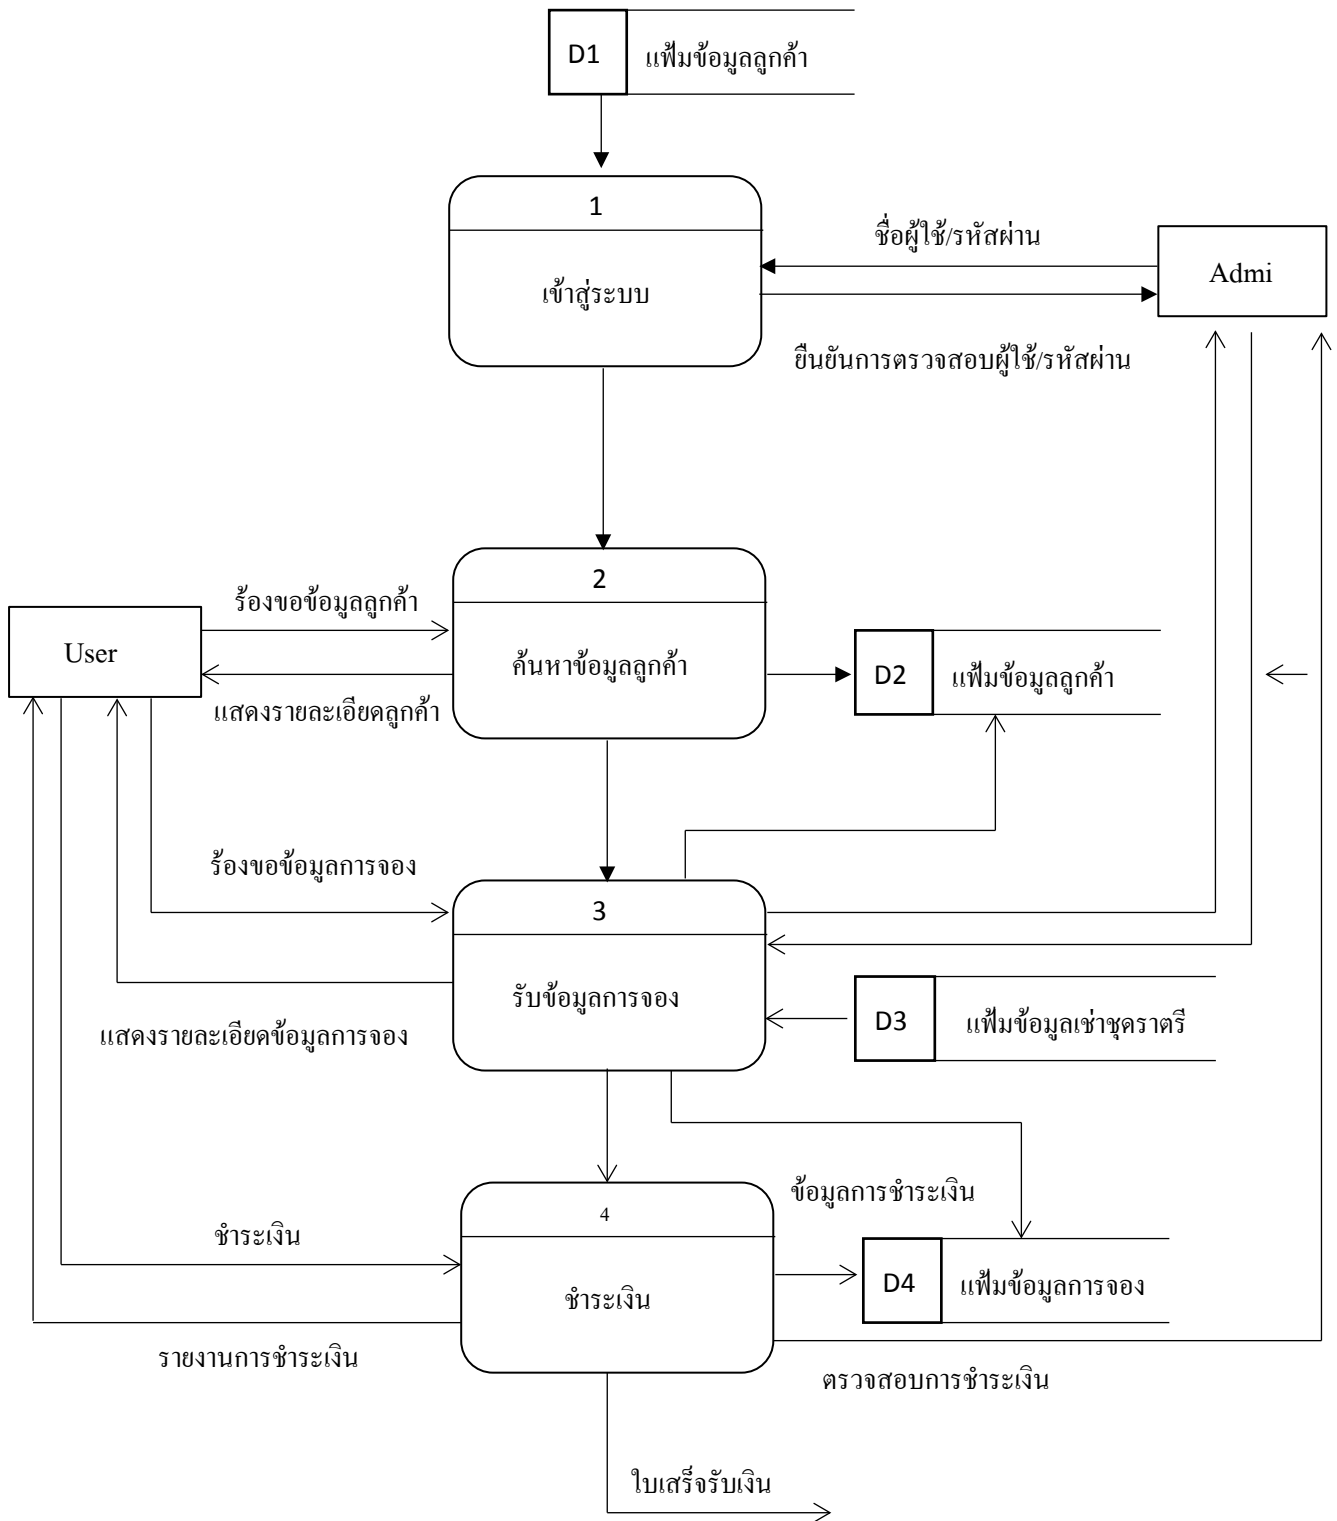 D1
แฟ้มข้อมูลลูกค้า
1
เข้าสู่ระบบ
ชื่อผู้ใช้/รหัสผ่าน
Admi
ยืนยันการตรวจสอบผู้ใช้/รหัสผ่าน
2
ค้นหาข้อมูลลูกค้า
ร้องขอข้อมูลลูกค้า
User
แสดงรายละเอียดลูกค้า
D2
แฟ้มข้อมูลลูกค้า
ร้องขอข้อมูลการจอง
3
รับข้อมูลการจอง
D3
แฟ้มข้อมูลเช่าชุดราตรี
แสดงรายละเอียดข้อมูลการจอง
ข้อมูลการชำระเงิน
4
ชำระเงิน
ชำระเงิน
D4
แฟ้มข้อมูลการจอง
รายงานการชำระเงิน
ตรวจสอบการชำระเงิน
ใบเสร็จรับเงิน